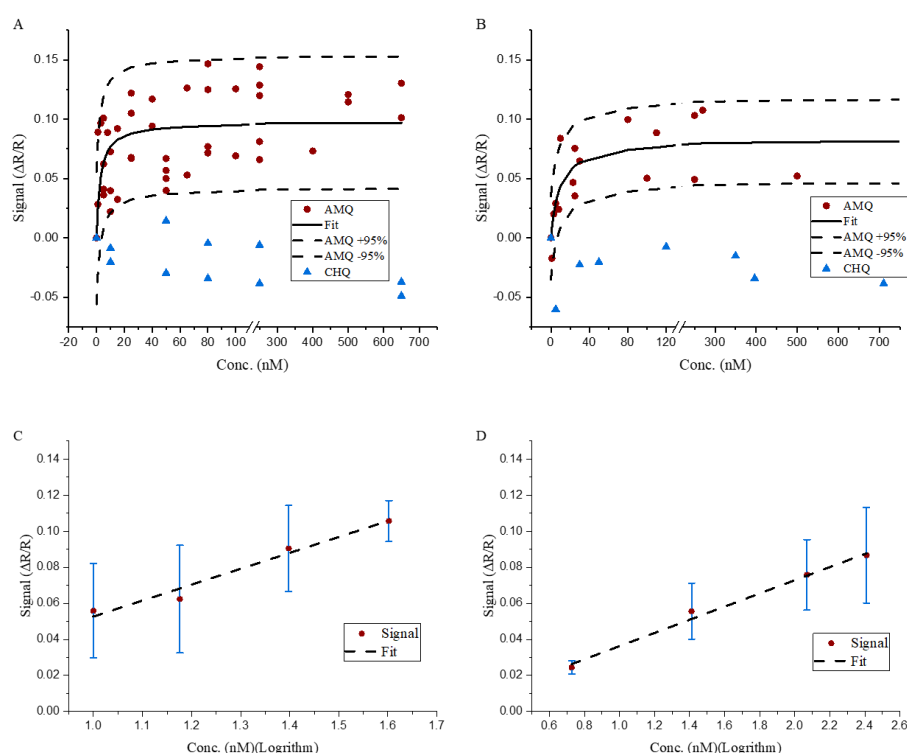 A
0.15
0.10
0.05
0.00
-0.05
Signal (ΔR/R)
-20 0 20 40 60 80 100 300 400 500 600 700
Conc. (nM)
AMQ
Fit
AMQ +95%
AMQ -95%
CHQ
B
0.15
0.10
0.05
0.00
-0.05
Signal (ΔR/R)
0 40 80 120 300 400 500 600 700
Conc. (nM)
AMQ
Fit
AMQ +95%
AMQ -95%
CHQ
C
0.14
0.12
0.10
0.08
0.06
0.04
0.02
0.00
Signal (ΔR/R)
1.0 1.1 1.2 1.3 1.4 1.5 1.6 1.7
Conc. (nM)(Logrithm)
Signal
Fit
D
0.14
0.12
0.10
0.08
0.06
0.04
0.02
0.00
Signal (ΔR/R)
0.6 0.8 1.0 1.2 1.4 1.6 1.8 2.0 2.2 2.4 2.6
Conc. (nM)(Logrithm)
Signal
Fit